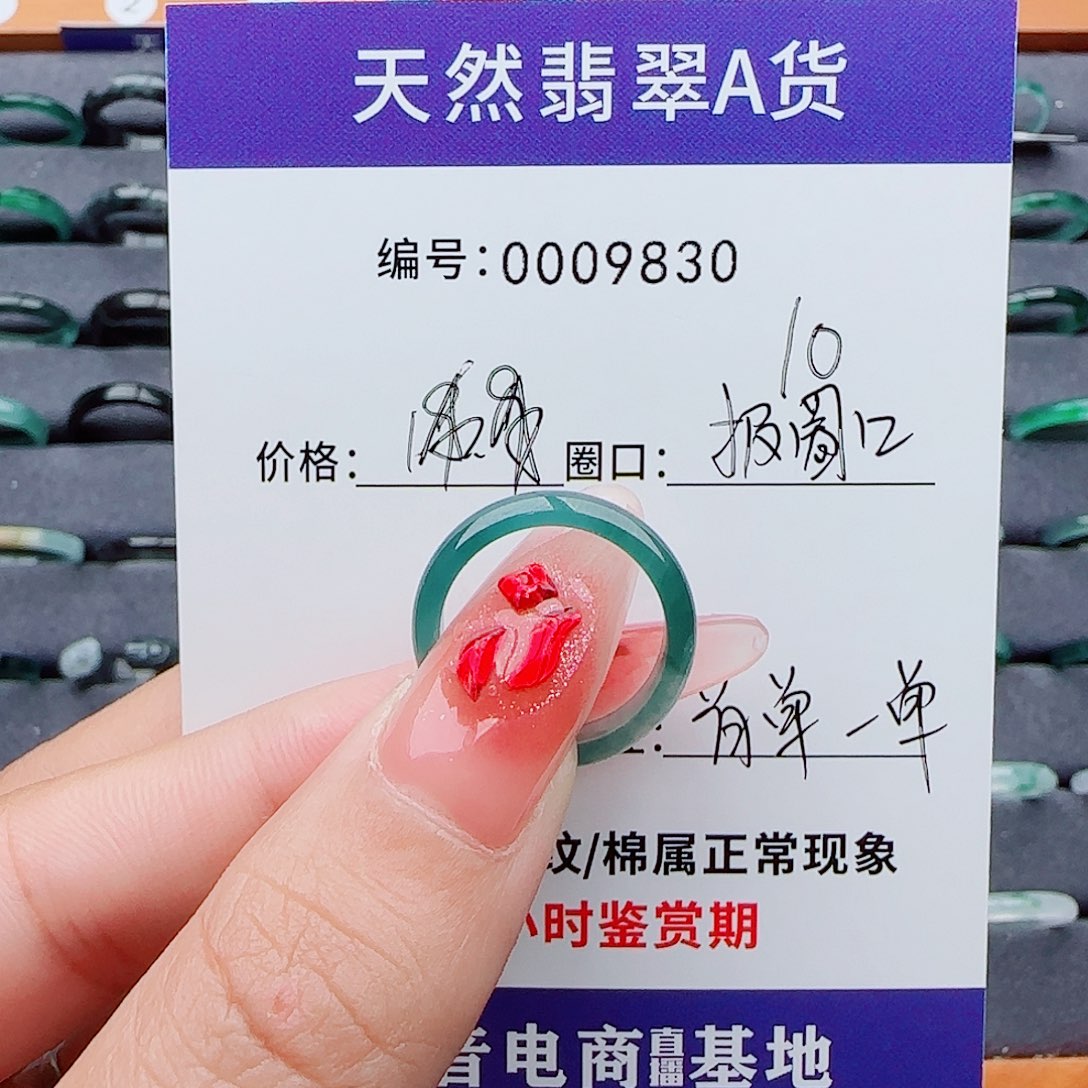 天然翡翠A货
编号：0009830
10
价格： 圈口：报圈口
：首单一单
纹/棉属正常现象
小时鉴赏期
音电商直播基地